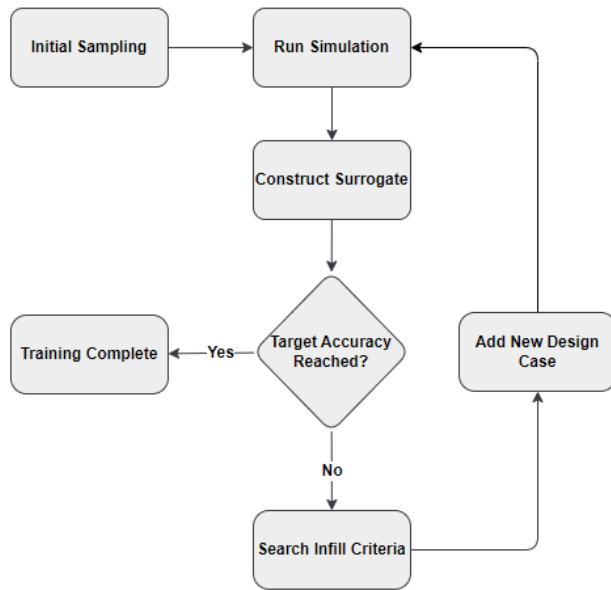 Initial Sampling
Run Simulation
Construct Surrogate
Target Accuracy
Reached?
Yes
Training Complete
Add New Design
Case
No
Search Infill Criteria